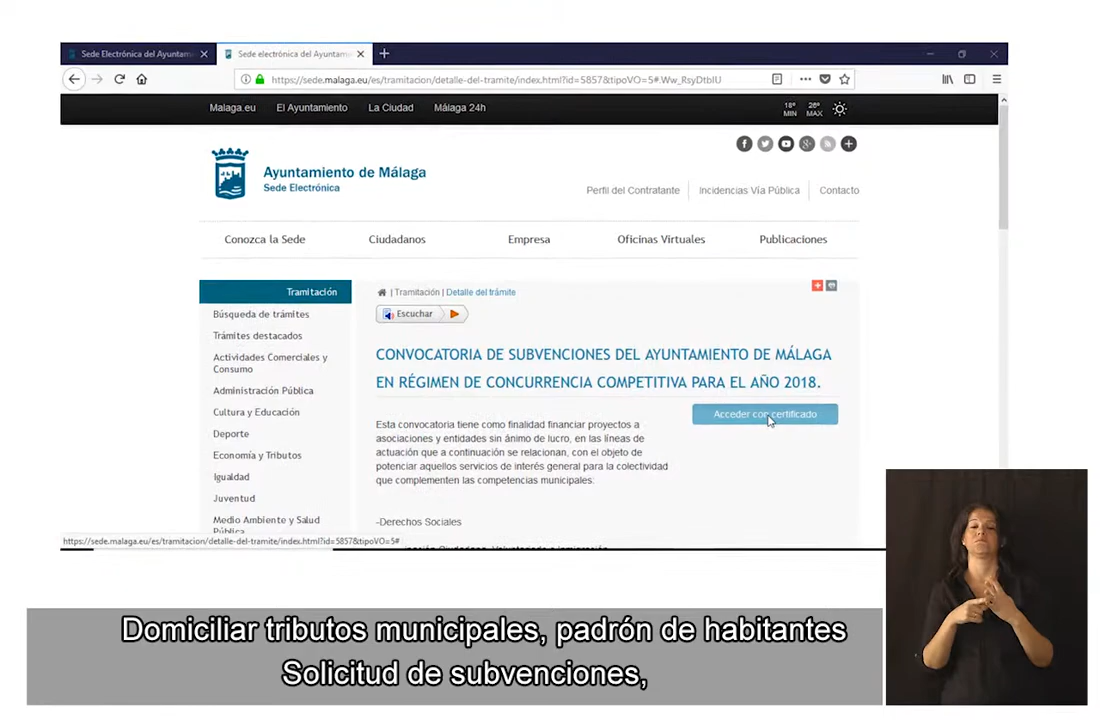 Sede Electrónica del Ayuntam
Sede electrónica del Ayuntami
https://sede.malaga.eu/es/tramitacion/detalle-del-tramite/index.html?id=5857&tipoVO=5#.Ww_RsyDtbIU
Malaga.eu El Ayuntamiento La Ciudad Málaga 24h
18º 26º
MIN MAX
Ayuntamiento de Málaga
Sede Electrónica
Perfil del Contratante Incidencias Vía Pública Contacto
Conozca la Sede Ciudadanos Empresa Oficinas Virtuales Publicaciones
Tramitación
Búsqueda de trámites
Trámites destacados
Actividades Comerciales y
Consumo
Administración Pública
Cultura y Educación
Deporte
Economía y Tributos
Igualdad
Juventud
Medio Ambiente y Salud
Pública
| Tramitación | Detalle del trámite
Escuchar
CONVOCATORIA DE SUBVENCIONES DEL AYUNTAMIENTO DE MÁLAGA
EN RÉGIMEN DE CONCURRENCIA COMPETITIVA PARA EL AÑO 2018.
Acceder con certificado
Esta convocatoria tiene como finalidad financiar proyectos a
asociaciones y entidades sin ánimo de lucro, en las líneas de
actuación que a continuación se relacionan, con el objeto de
potenciar aquellos servicios de interés general para la colectividad
que complementen las competencias municipales:
-Derechos Sociales
https://sede.malaga.eu/es/tramitacion/detalle-del-tramite/index.html?id=5857&tipoVO=5#
Domiciliar tributos municipales, padrón de habitantes
Solicitud de subvenciones,